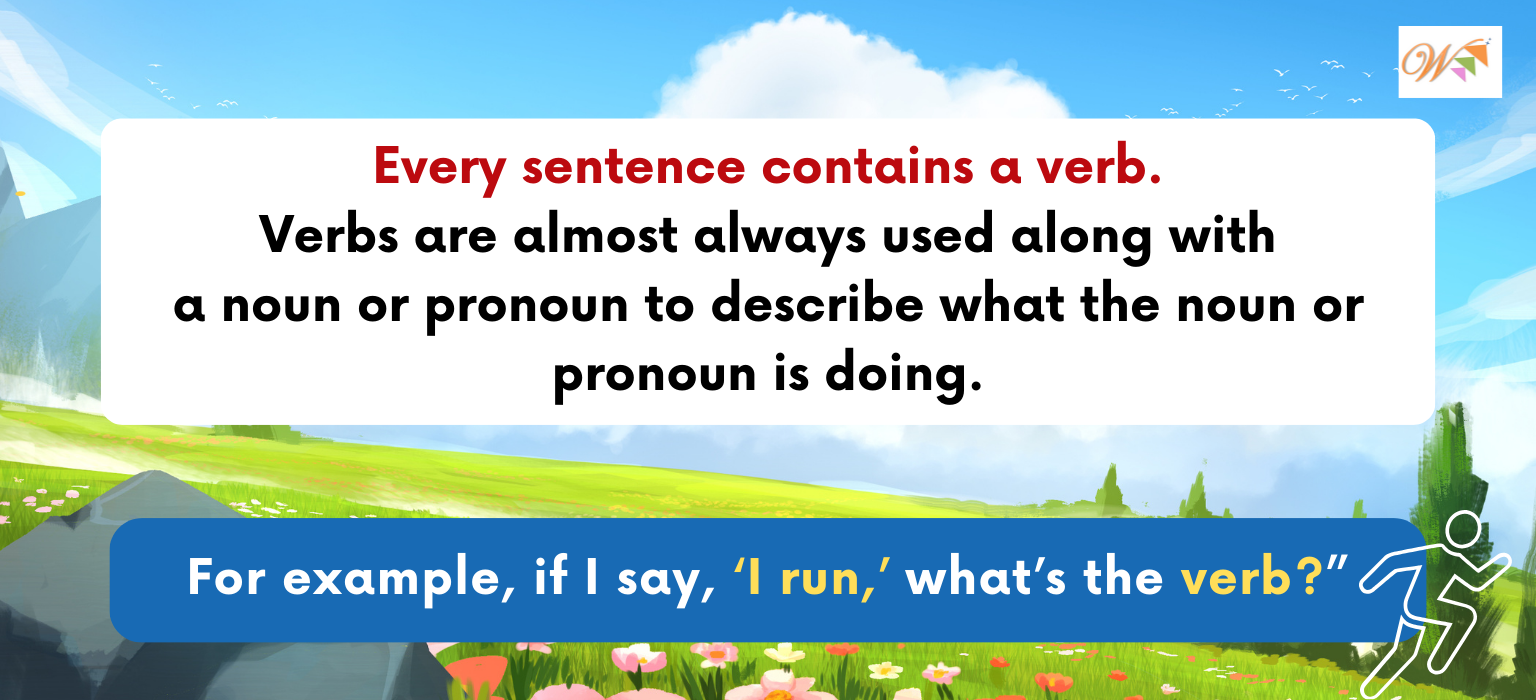 W
Every sentence contains a verb.
Verbs are almost always used along with
a noun or pronoun to describe what the noun or
pronoun is doing.
For example, if I say, ‘I run,’ what’s the verb?”